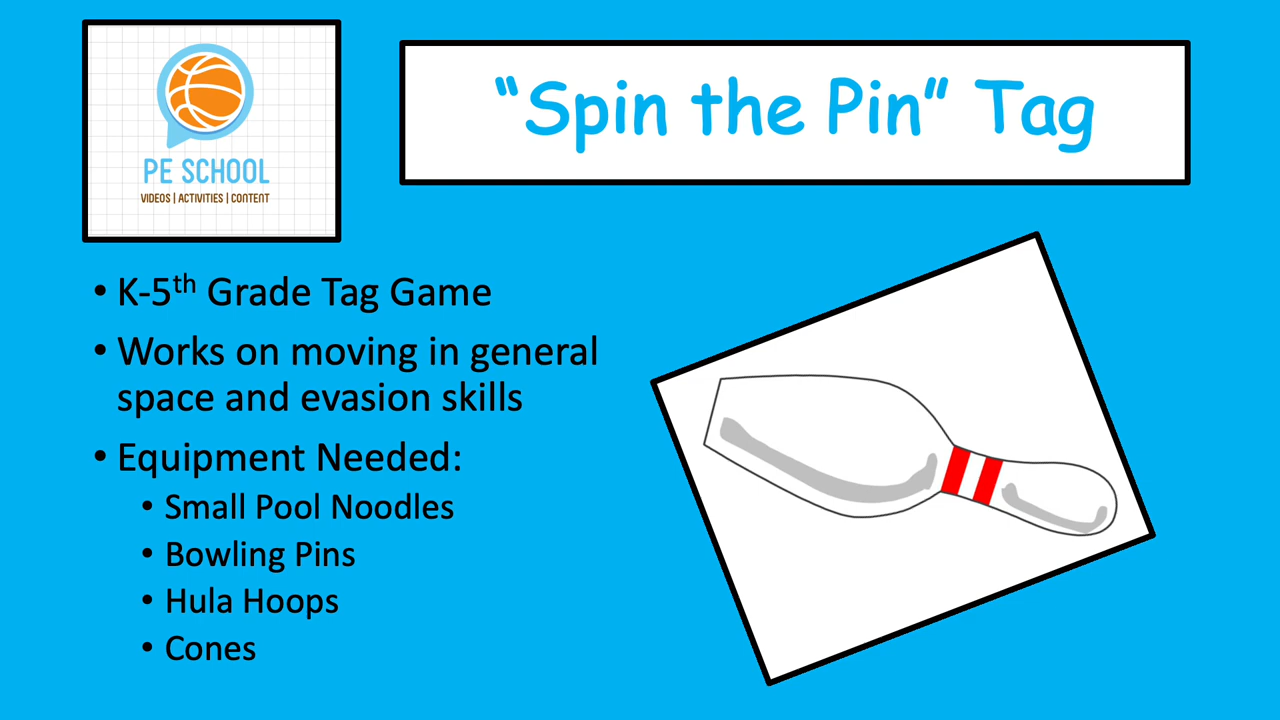 PE SCHOOL
VIDEOS | ACTIVITIES | CONTENT
“Spin the Pin” Tag
• K-5th Grade Tag Game
• Works on moving in general
space and evasion skills
• Equipment Needed:
• Small Pool Noodles
• Bowling Pins
• Hula Hoops
• Cones